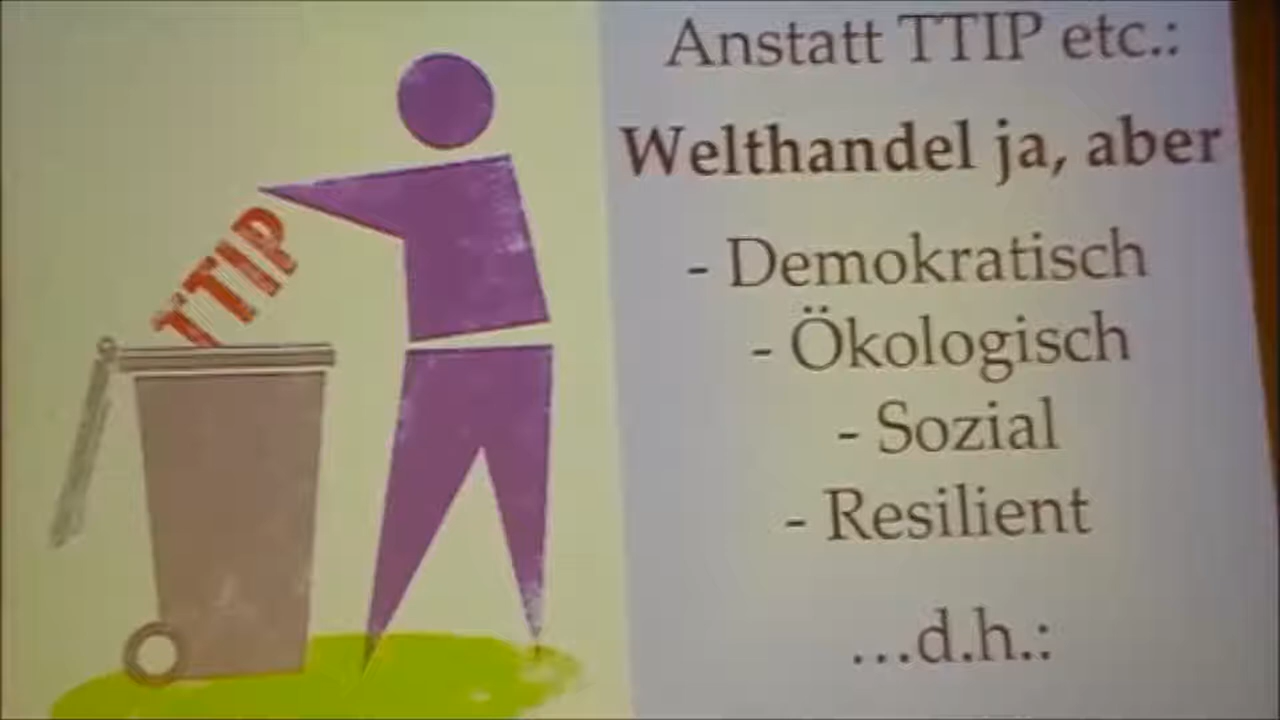 TTIP
Anstatt TTIP etc.:
Welthandel ja, aber
- Demokratisch
- Ökologisch
- Sozial
- Resilient
...d.h.: